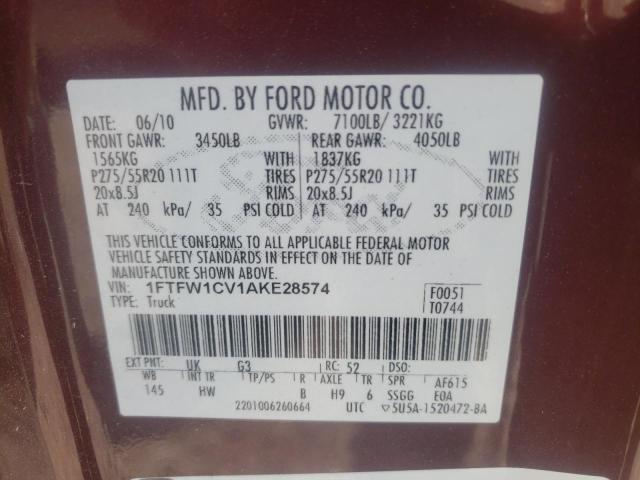 MFD. BY FORD MOTOR CO.
DATE: 06/10 GVWR: 7100LB/ 3221KG
FRONT GAWR: 3450LB REAR GAWR: 4050LB
1565KG WITH 1837KG WITH
P275/55R20 111T TIRES P275/55R20 111T TIRES
20x8.5J RIMS 20x8.5J RIMS
AT 240 kPa/ 35 PSI COLD AT 240 kPa/ 35 PSI COLD
THIS VEHICLE CONFORMS TO ALL APPLICABLE FEDERAL MOTOR
VEHICLE SAFETY STANDARDS IN EFFECT ON THE DATE OF
MANUFACTURE SHOWN ABOVE.
VIN: 1FTFW1CV1AKE28574 F0051
TYPE: Truck T0744
EXT PNT: UK G3 RC: 52 DSO:
WB INT TR TP/PS R AXLE TR SPR AF615
145 HW B H9 6 SSGG E0A
2201006260664 UTC ▽5U5A-1520472-BA